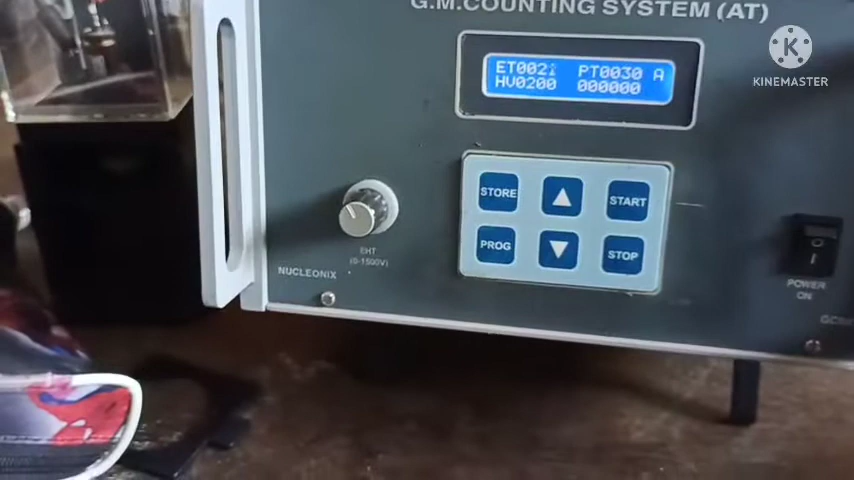 G.M.COUNTING SYSTEM (AT)
KINEMASTER
PT0030 A
HV0200 000000
STORE
START
PROG
STOP
EHT
(0-1500V)
NUCLEONIX
POWER
ON